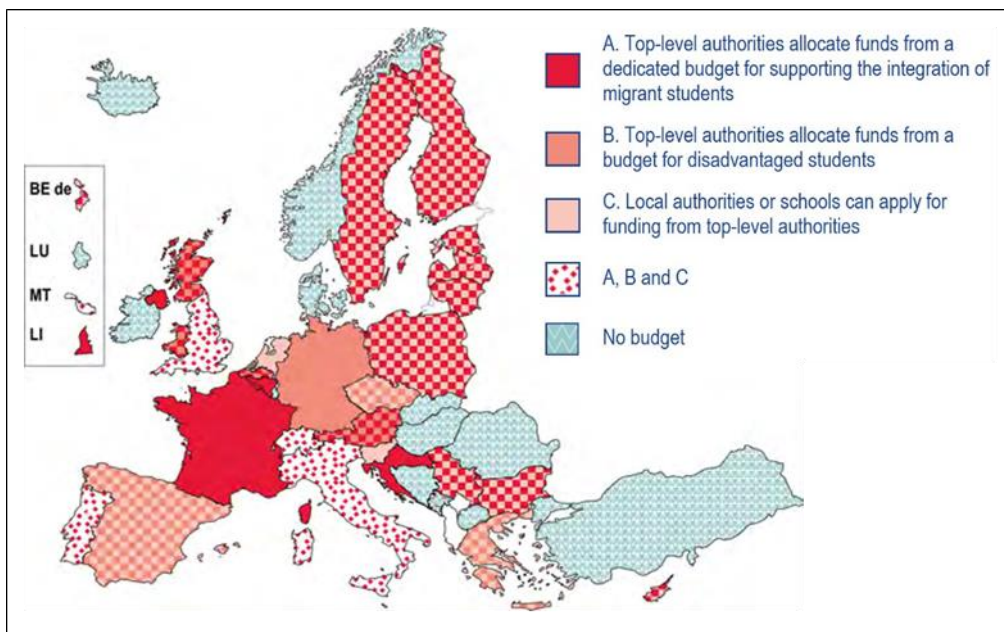 A. Top-level authorities allocate funds from a
dedicated budget for supporting the integration of
migrant students
B. Top-level authorities allocate funds from a
budget for disadvantaged students
C. Local authorities or schools can apply for
funding from top-level authorities
A, B and C
No budget
BE de
LU
MT
LI